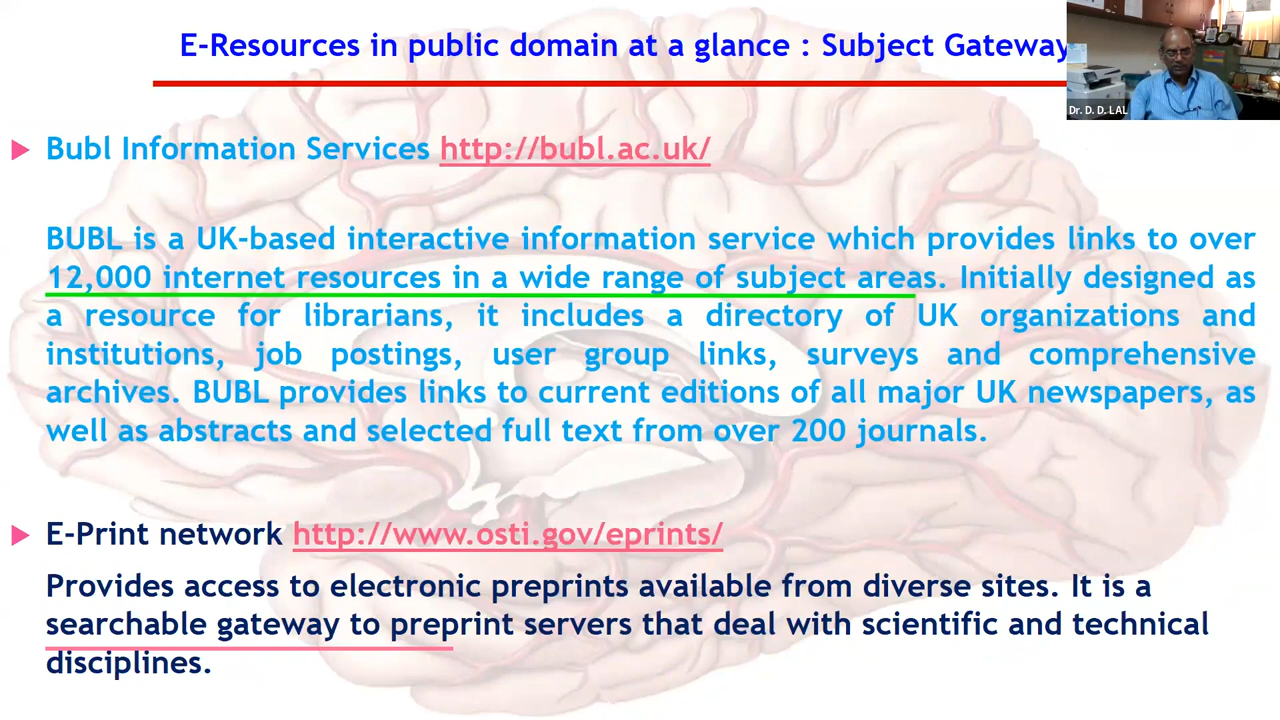 E-Resources in public domain at a glance : Subject Gateway
Dr. D. D. LAL
Bubl Information Services http://bubl.ac.uk/
BUBL is a UK-based interactive information service which provides links to over
12,000 internet resources in a wide range of subject areas. Initially designed as
a resource for librarians, it includes a directory of UK organizations and
institutions, job postings, user group links, surveys and comprehensive
archives. BUBL provides links to current editions of all major UK newspapers, as
well as abstracts and selected full text from over 200 journals.
E-Print network http://www.osti.gov/eprints/
Provides access to electronic preprints available from diverse sites. It is a
searchable gateway to preprint servers that deal with scientific and technical
disciplines.